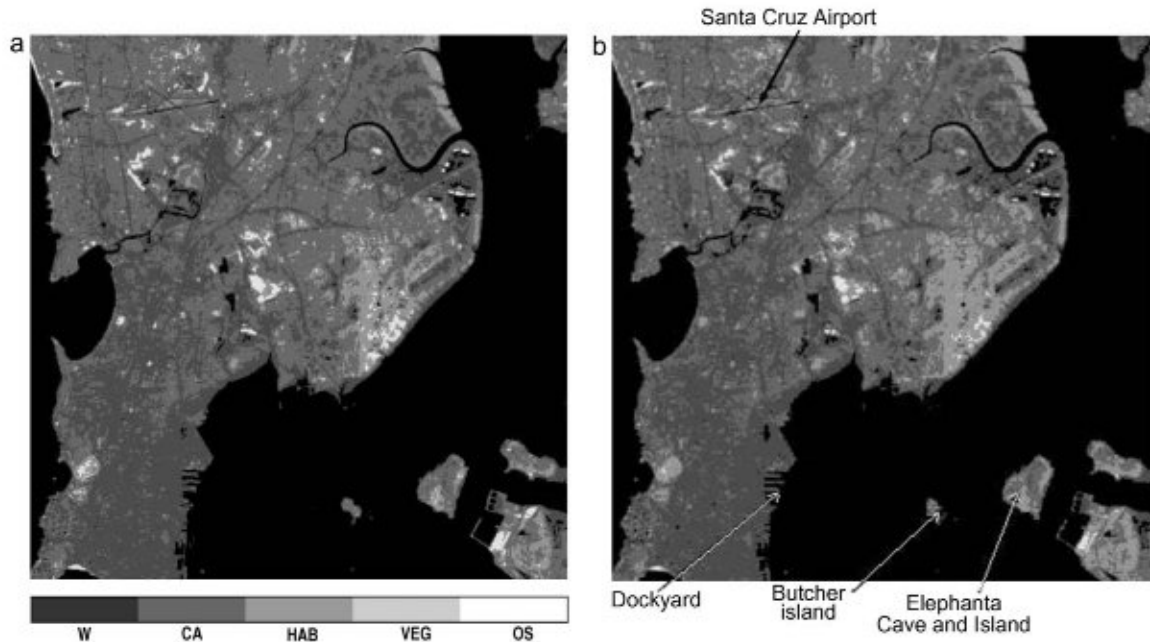 Santa Cruz Airport
a
b
Dockyard
Butcher
island
Elephanta
Cave and Island
W CA HAB VEG OS